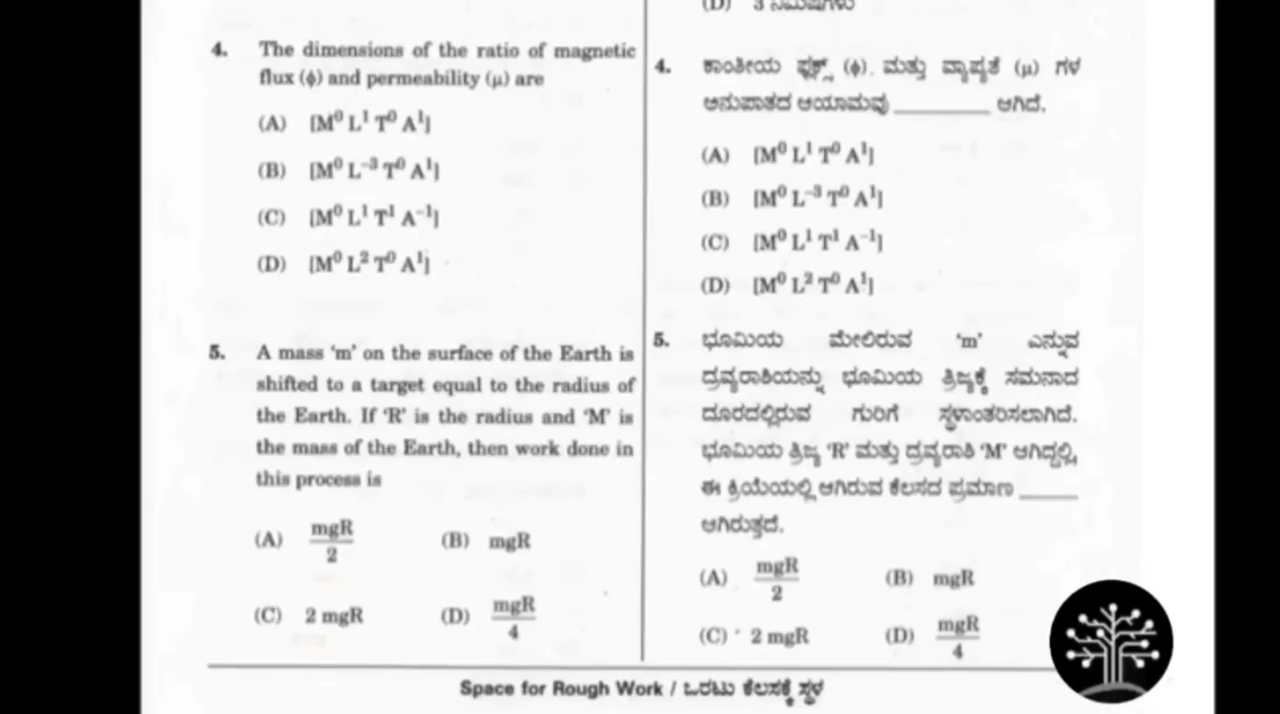 4. The dimensions of the ratio of magnetic
flux (ϕ) and permeability (μ) are
(A) [M⁰ L¹ T⁰ A¹]
(B) [M⁰ L⁻³ T⁰ A¹]
(C) [M⁰ L¹ T¹ A⁻¹]
(D) [M⁰ L² T⁰ A¹]
5. A mass ‘m’ on the surface of the Earth is
shifted to a target equal to the radius of
the Earth. If ‘R’ is the radius and ‘M’ is
the mass of the Earth, then work done in
this process is
(A) mgR/2 (B) mgR
(C) 2 mgR (D) mgR/4
(D) 3 ನಿಮಿಷಗಳು
4. ಕಾಂತೀಯ ಫ್ಲಕ್ಸ್ (ϕ). ಮತ್ತು ವ್ಯಾಪ್ಯತೆ (μ) ಗಳ
ಅನುಪಾತದ ಆಯಾಮವು ________ ಆಗಿದೆ.
(A) [M⁰ L¹ T⁰ A¹]
(B) [M⁰ L⁻³ T⁰ A¹]
(C) [M⁰ L¹ T¹ A⁻¹]
(D) [M⁰ L² T⁰ A¹]
5. ಭೂಮಿಯ ಮೇಲಿರುವ ‘m’ ಎನ್ನುವ
ದ್ರವ್ಯರಾಶಿಯನ್ನು ಭೂಮಿಯ ತ್ರಿಜ್ಯಕ್ಕೆ ಸಮನಾದ
ದೂರದಲ್ಲಿರುವ ಗುರಿಗೆ ಸ್ಥಳಾಂತರಿಸಲಾಗಿದೆ.
ಭೂಮಿಯ ತ್ರಿಜ್ಯ ‘R’ ಮತ್ತು ದ್ರವ್ಯರಾಶಿ ‘M’ ಆಗಿದ್ದಲ್ಲಿ,
ಈ ಕ್ರಿಯೆಯಲ್ಲಿ ಆಗಿರುವ ಕೆಲಸದ ಪ್ರಮಾಣ _____
ಆಗಿರುತ್ತದೆ.
(A) mgR/2 (B) mgR
(C) 2 mgR (D) mgR/4
Space for Rough Work / ಒರಟು ಕೆಲಸಕ್ಕೆ ಸ್ಥಳ